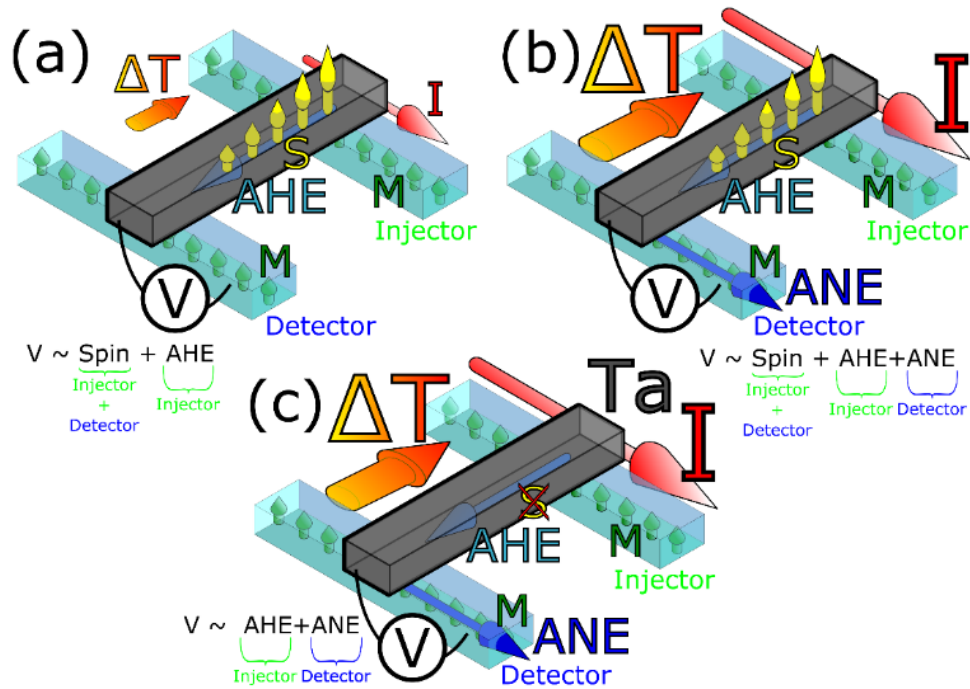 (a)
ΔT
I
S
AHE
M
Injector
M
V
Detector
V ~ Spin + AHE
Injector
+
Detector
Injector
(b)
ΔT
I
S
AHE
M
Injector
M
V
ANE
Detector
V ~ Spin + AHE+ANE
Injector
+
Detector
Injector
Detector
(c)
ΔT
Ta
I
S
AHE
M
Injector
M
V
ANE
Detector
V ~ AHE+ANE
Injector Detector